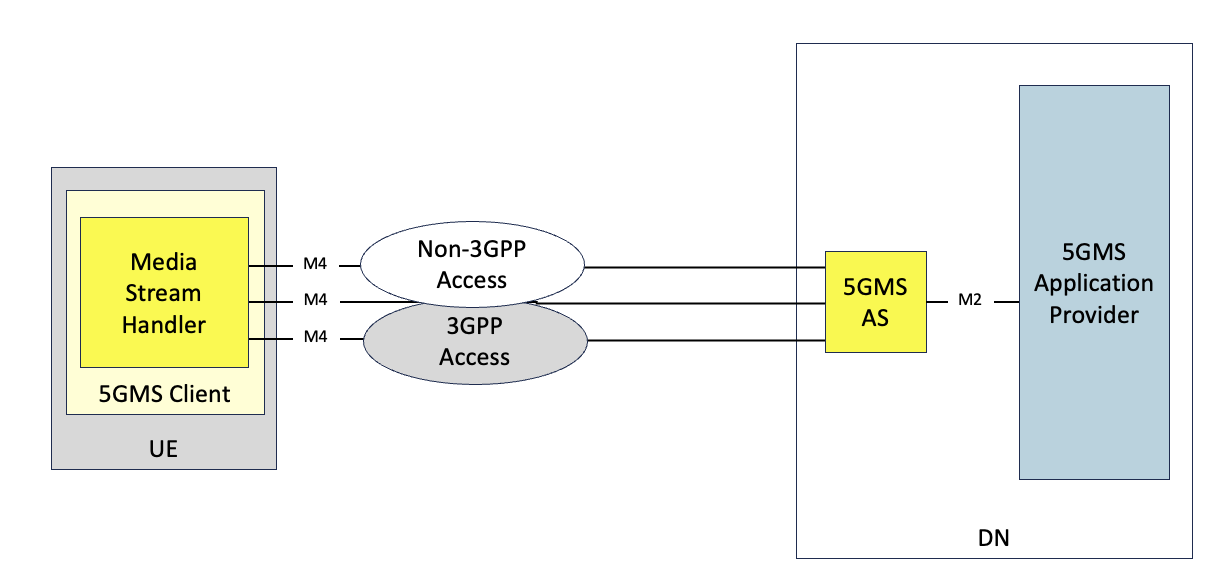 Media
Stream
Handler
5GMS Client
UE
M4
M4
M4
Non-3GPP
Access
3GPP
Access
5GMS
AS
M2
5GMS
Application
Provider
DN